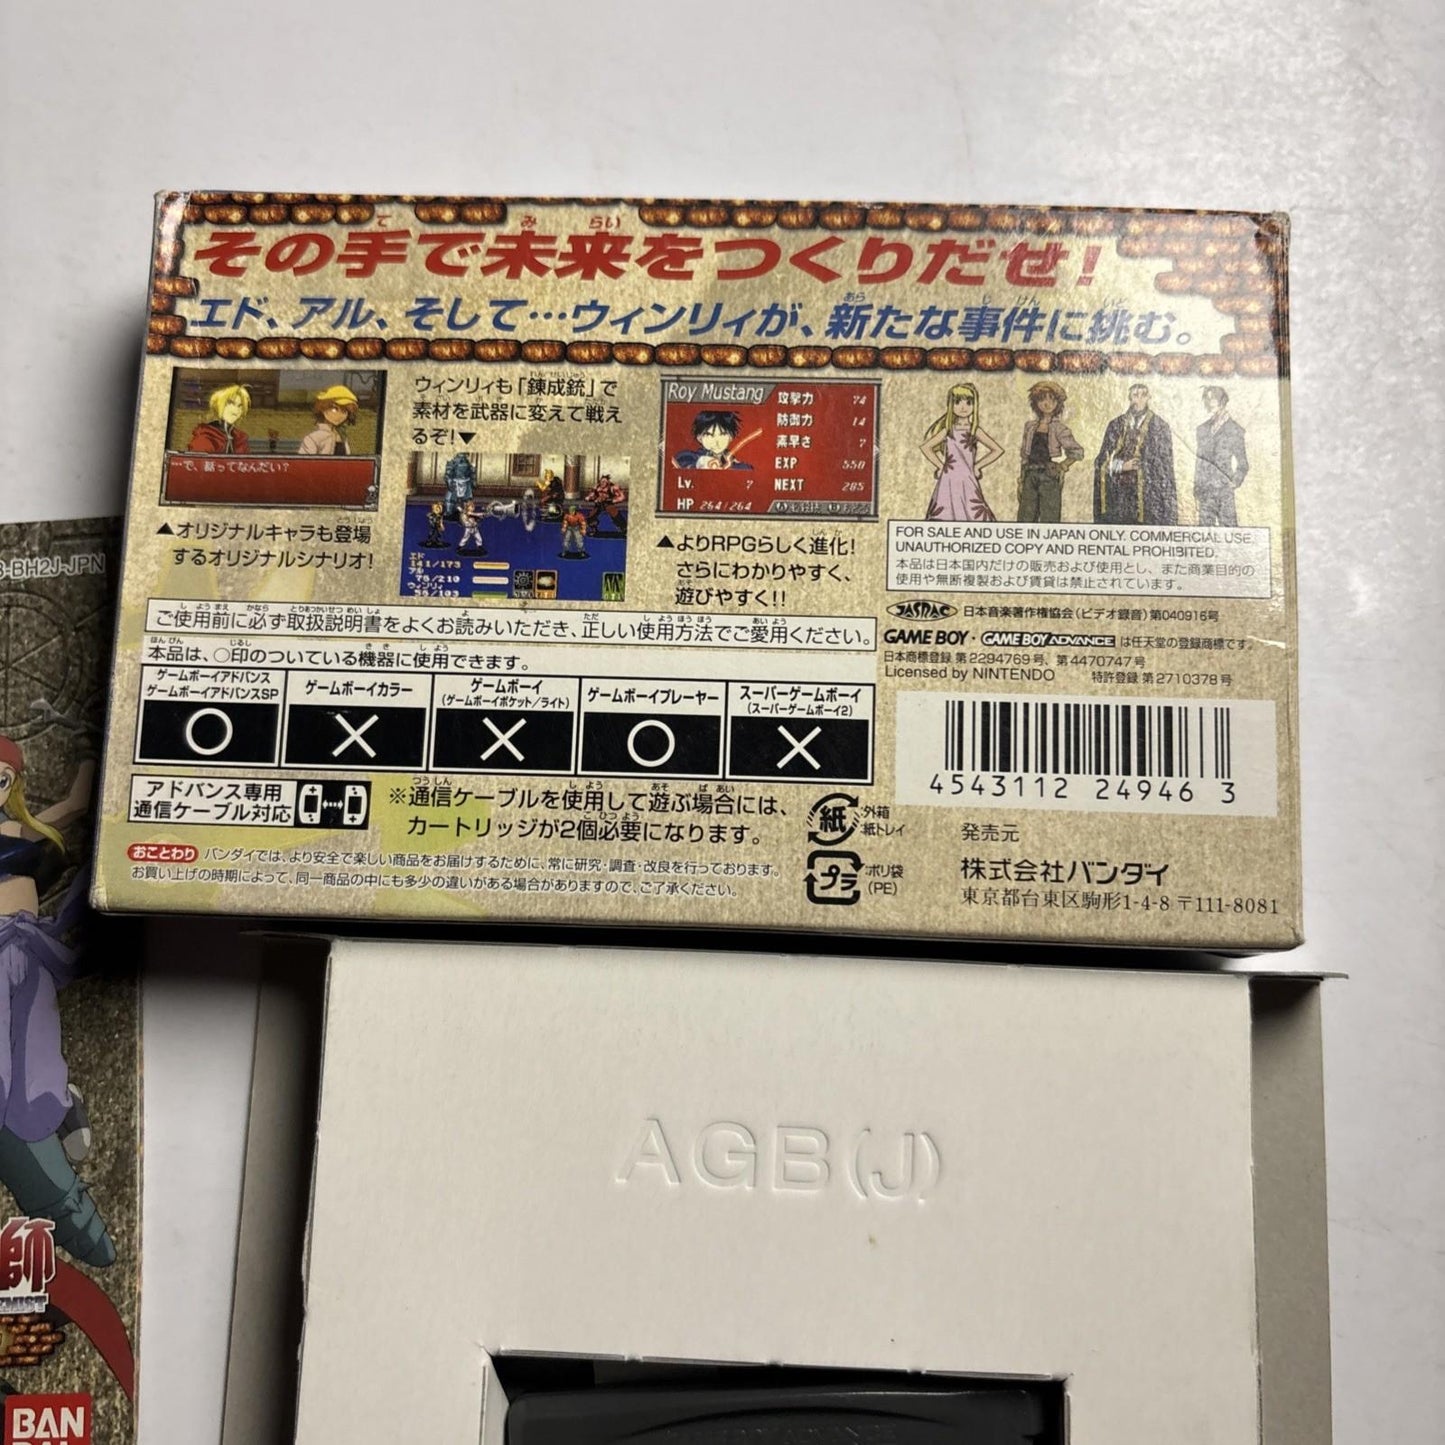 その手で未来をつくりだぜ!
エド、アル、そして…ウィンリィが、新たな事件に挑む。
…で、話ってなんだい?
▲オリジナルキャラも登場
するオリジナルシナリオ!
ウィンリィも「錬成銃」で
素材を武器に変えて戦え
るぞ!▼
エド
141/173
アル
75/210
ウィンリィ
95/103
Roy Mustang
攻撃力 74
防御力 14
素早さ 7
EXP 550
NEXT 285
Lv. 7
HP 264/264
▲よりRPGらしく進化!
さらにわかりやすく、
遊びやすく!!
FOR SALE AND USE IN JAPAN ONLY. COMMERCIAL USE,
UNAUTHORIZED COPY AND RENTAL PROHIBITED.
本品は日本国内だけの販売および使用とし、また商業目的の
使用や無断複製および賃貸は禁止されています。
JASRAC 日本音楽著作権協会(ビデオ録音)第040916号
GAME BOY・GAME BOY ADVANCE は任天堂の登録商標です。
日本商標登録 第2294769号、第4470747号
Licensed by NINTENDO 特許登録 第2710378号
ご使用前に必ず取扱説明書をよくお読みいただき、正しい使用方法でご愛用ください。
本品は、○印のついている機器に使用できます。
ゲームボーイアドバンス
ゲームボーイアドバンスSP
○
ゲームボーイカラー
×
ゲームボーイ
(ゲームボーイポケット/ライト)
×
ゲームボーイプレーヤー
○
スーパーゲームボーイ
(スーパーゲームボーイ2)
×
アドバンス専用
通信ケーブル対応
※通信ケーブルを使用して遊ぶ場合には、
カートリッジが2個必要になります。
おことわり バンダイでは、より安全で楽しい商品をお届けするために、常に研究・調査・改良を行っております。
お買い上げの時期によって、同一商品の中にも多少の違いがある場合がありますので、ご了承ください。
紙 外箱
紙トレイ
プラ ポリ袋
(PE)
4543112 24946 3
発売元
株式会社バンダイ
東京都台東区駒形1-4-8 〒111-8081
AGB(J)
-BH2J-JPN
師
BAN